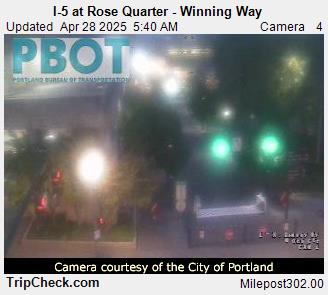 I-5 at Rose Quarter - Winning Way
Updated Apr 28 2025 5:40 AM Camera 4
PBOT
PORTLAND BUREAU OF TRANSPORTATION
Camera courtesy of the City of Portland
TripCheck.com Milepost302.00